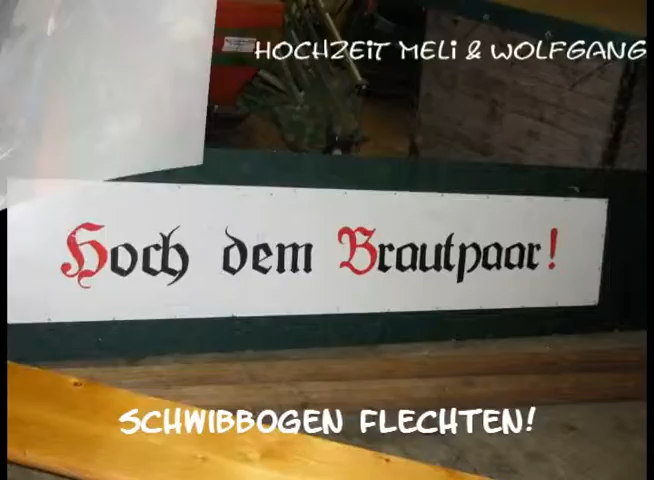 HOCHZEIT MELI & WOLFGANG
Hoch dem Brautpaar!
SCHWIBBOGEN FLECHTEN!